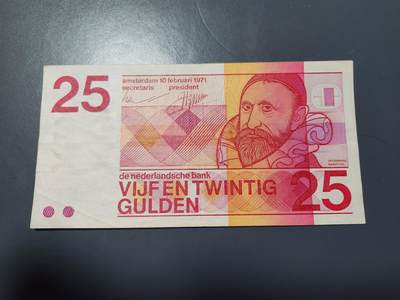 25
amsterdam 10 februari 1971
secretaris president
de nederlandsche bank
VIJF EN TWINTIG
GULDEN
25